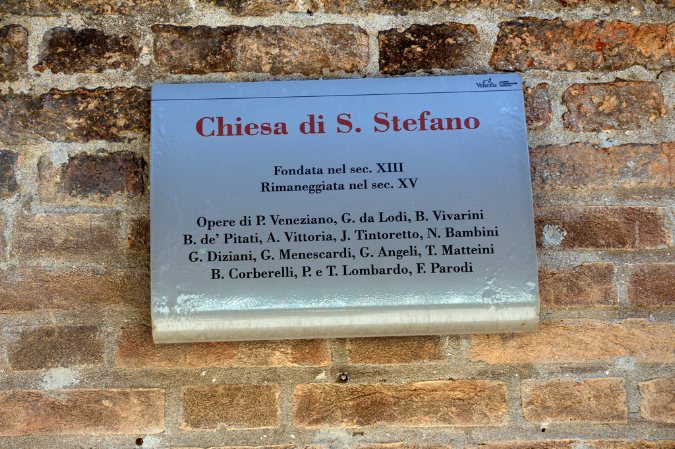 Venezia
Chiesa di S. Stefano
Fondata nel sec. XIII
Rimaneggiata nel sec. XV
Opere di P. Veneziano, G. da Lodi, B. Vivarini
B. de' Pitati, A. Vittoria, J. Tintoretto, N. Bambini
G. Diziani, G. Menescardi, G. Angeli, T. Matteini
B. Corberelli, P. e T. Lombardo, F. Parodi